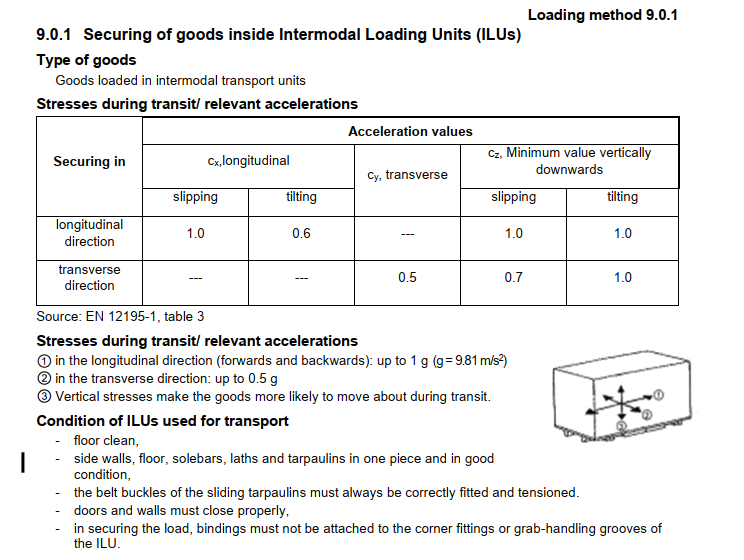 Loading method 9.0.1
9.0.1 Securing of goods inside Intermodal Loading Units (ILUs)
Type of goods
Goods loaded in intermodal transport units
Stresses during transit/ relevant accelerations
Securing in
Acceleration values
cx,longitudinal
cy, transverse
cz, Minimum value vertically
downwards
slipping
tilting
slipping
tilting
longitudinal
direction
1.0
0.6
---
1.0
1.0
transverse
direction
---
---
0.5
0.7
1.0
Source: EN 12195-1, table 3
Stresses during transit/ relevant accelerations
① in the longitudinal direction (forwards and backwards): up to 1 g (g=9.81 m/s²)
② in the transverse direction: up to 0.5 g
③ Vertical stresses make the goods more likely to move about during transit.
①
②
③
Condition of ILUs used for transport
- floor clean,
- side walls, floor, solebars, laths and tarpaulins in one piece and in good
condition,
- the belt buckles of the sliding tarpaulins must always be correctly fitted and tensioned.
- doors and walls must close properly,
- in securing the load, bindings must not be attached to the corner fittings or grab-handling grooves of
the ILU.